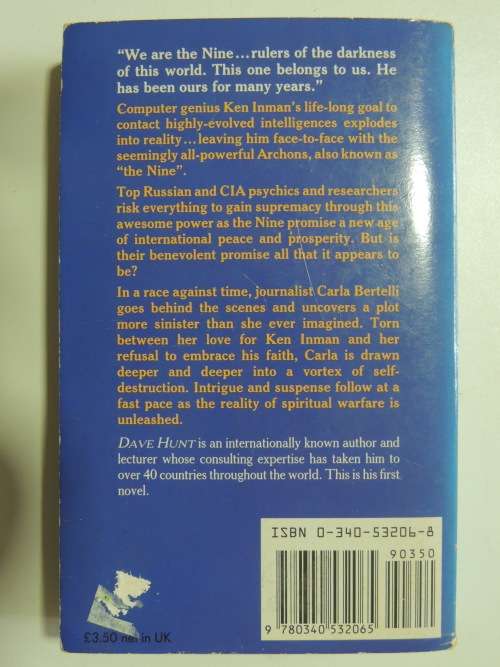 “We are the Nine...rulers of the darkness
of this world. This one belongs to us. He
has been ours for many years.”
Computer genius Ken Inman’s life-long goal to
contact highly-evolved intelligences explodes
into reality...leaving him face-to-face with the
seemingly all-powerful Archons, also known as
“the Nine”.
Top Russian and CIA psychics and researchers
risk everything to gain supremacy through this
awesome power as the Nine promise a new age
of international peace and prosperity. But is
their benevolent promise all that it appears to
be?
In a race against time, journalist Carla Bertelli
goes behind the scenes and uncovers a plot
more sinister than she ever imagined. Torn
between her love for Ken Inman and her
refusal to embrace his faith, Carla is drawn
deeper and deeper into a vortex of self-
destruction. Intrigue and suspense follow at
a fast pace as the reality of spiritual warfare is
unleashed.
DAVE HUNT is an internationally known author and
lecturer whose consulting expertise has taken him to
over 40 countries throughout the world. This is his first
novel.
ISBN 0-340-53206-8
90350
9 780340 532065
£3.50 net in UK